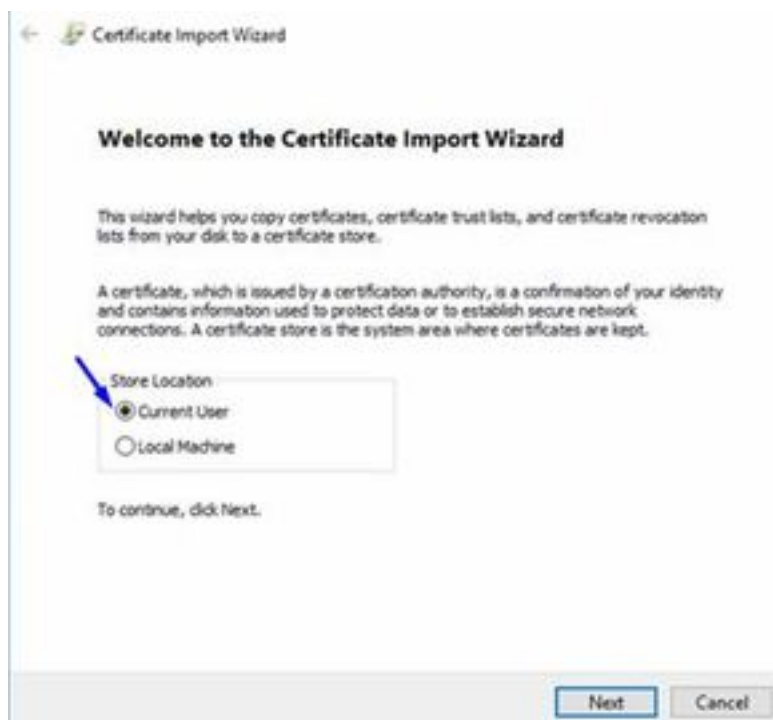 Certificate Import Wizard
Welcome to the Certificate Import Wizard
This wizard helps you copy certificates, certificate trust lists, and certificate revocation
lists from your disk to a certificate store.
A certificate, which is issued by a certification authority, is a confirmation of your identity
and contains information used to protect data or to establish secure network
connections. A certificate store is the system area where certificates are kept.
Store Location
Current User
Local Machine
To continue, click Next.
Next Cancel